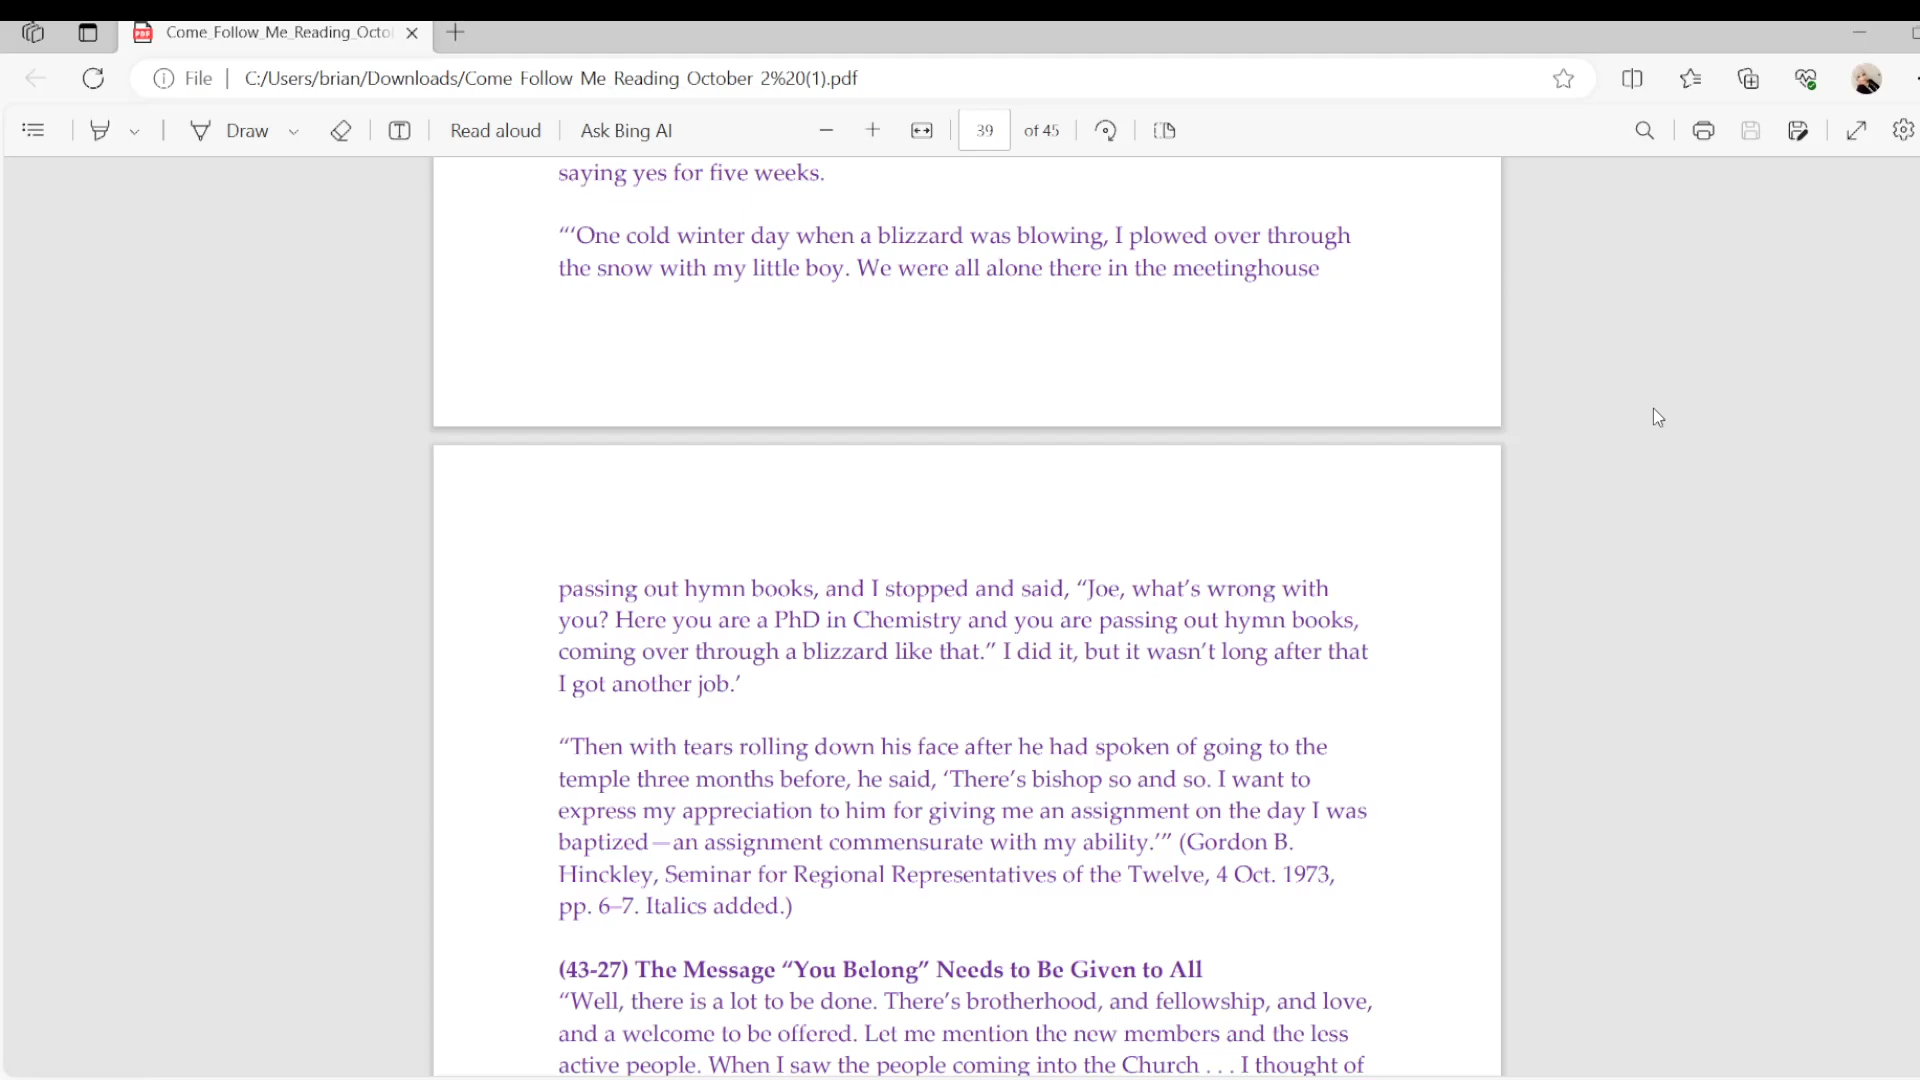 Come_Follow_Me_Reading_Octo
File
C:/Users/brian/Downloads/Come Follow Me Reading October 2%20(1).pdf
Draw
Read aloud
Ask Bing AI
39
of 45
saying yes for five weeks.
“‘One cold winter day when a blizzard was blowing, I plowed over through
the snow with my little boy. We were all alone there in the meetinghouse
passing out hymn books, and I stopped and said, “Joe, what’s wrong with
you? Here you are a PhD in Chemistry and you are passing out hymn books,
coming over through a blizzard like that.” I did it, but it wasn’t long after that
I got another job.’
“Then with tears rolling down his face after he had spoken of going to the
temple three months before, he said, ‘There’s bishop so and so. I want to
express my appreciation to him for giving me an assignment on the day I was
baptized—an assignment commensurate with my ability.’” (Gordon B.
Hinckley, Seminar for Regional Representatives of the Twelve, 4 Oct. 1973,
pp. 6–7. Italics added.)
(43-27) The Message “You Belong” Needs to Be Given to All
“Well, there is a lot to be done. There’s brotherhood, and fellowship, and love,
and a welcome to be offered. Let me mention the new members and the less
active people. When I saw the people coming into the Church . . . I thought of